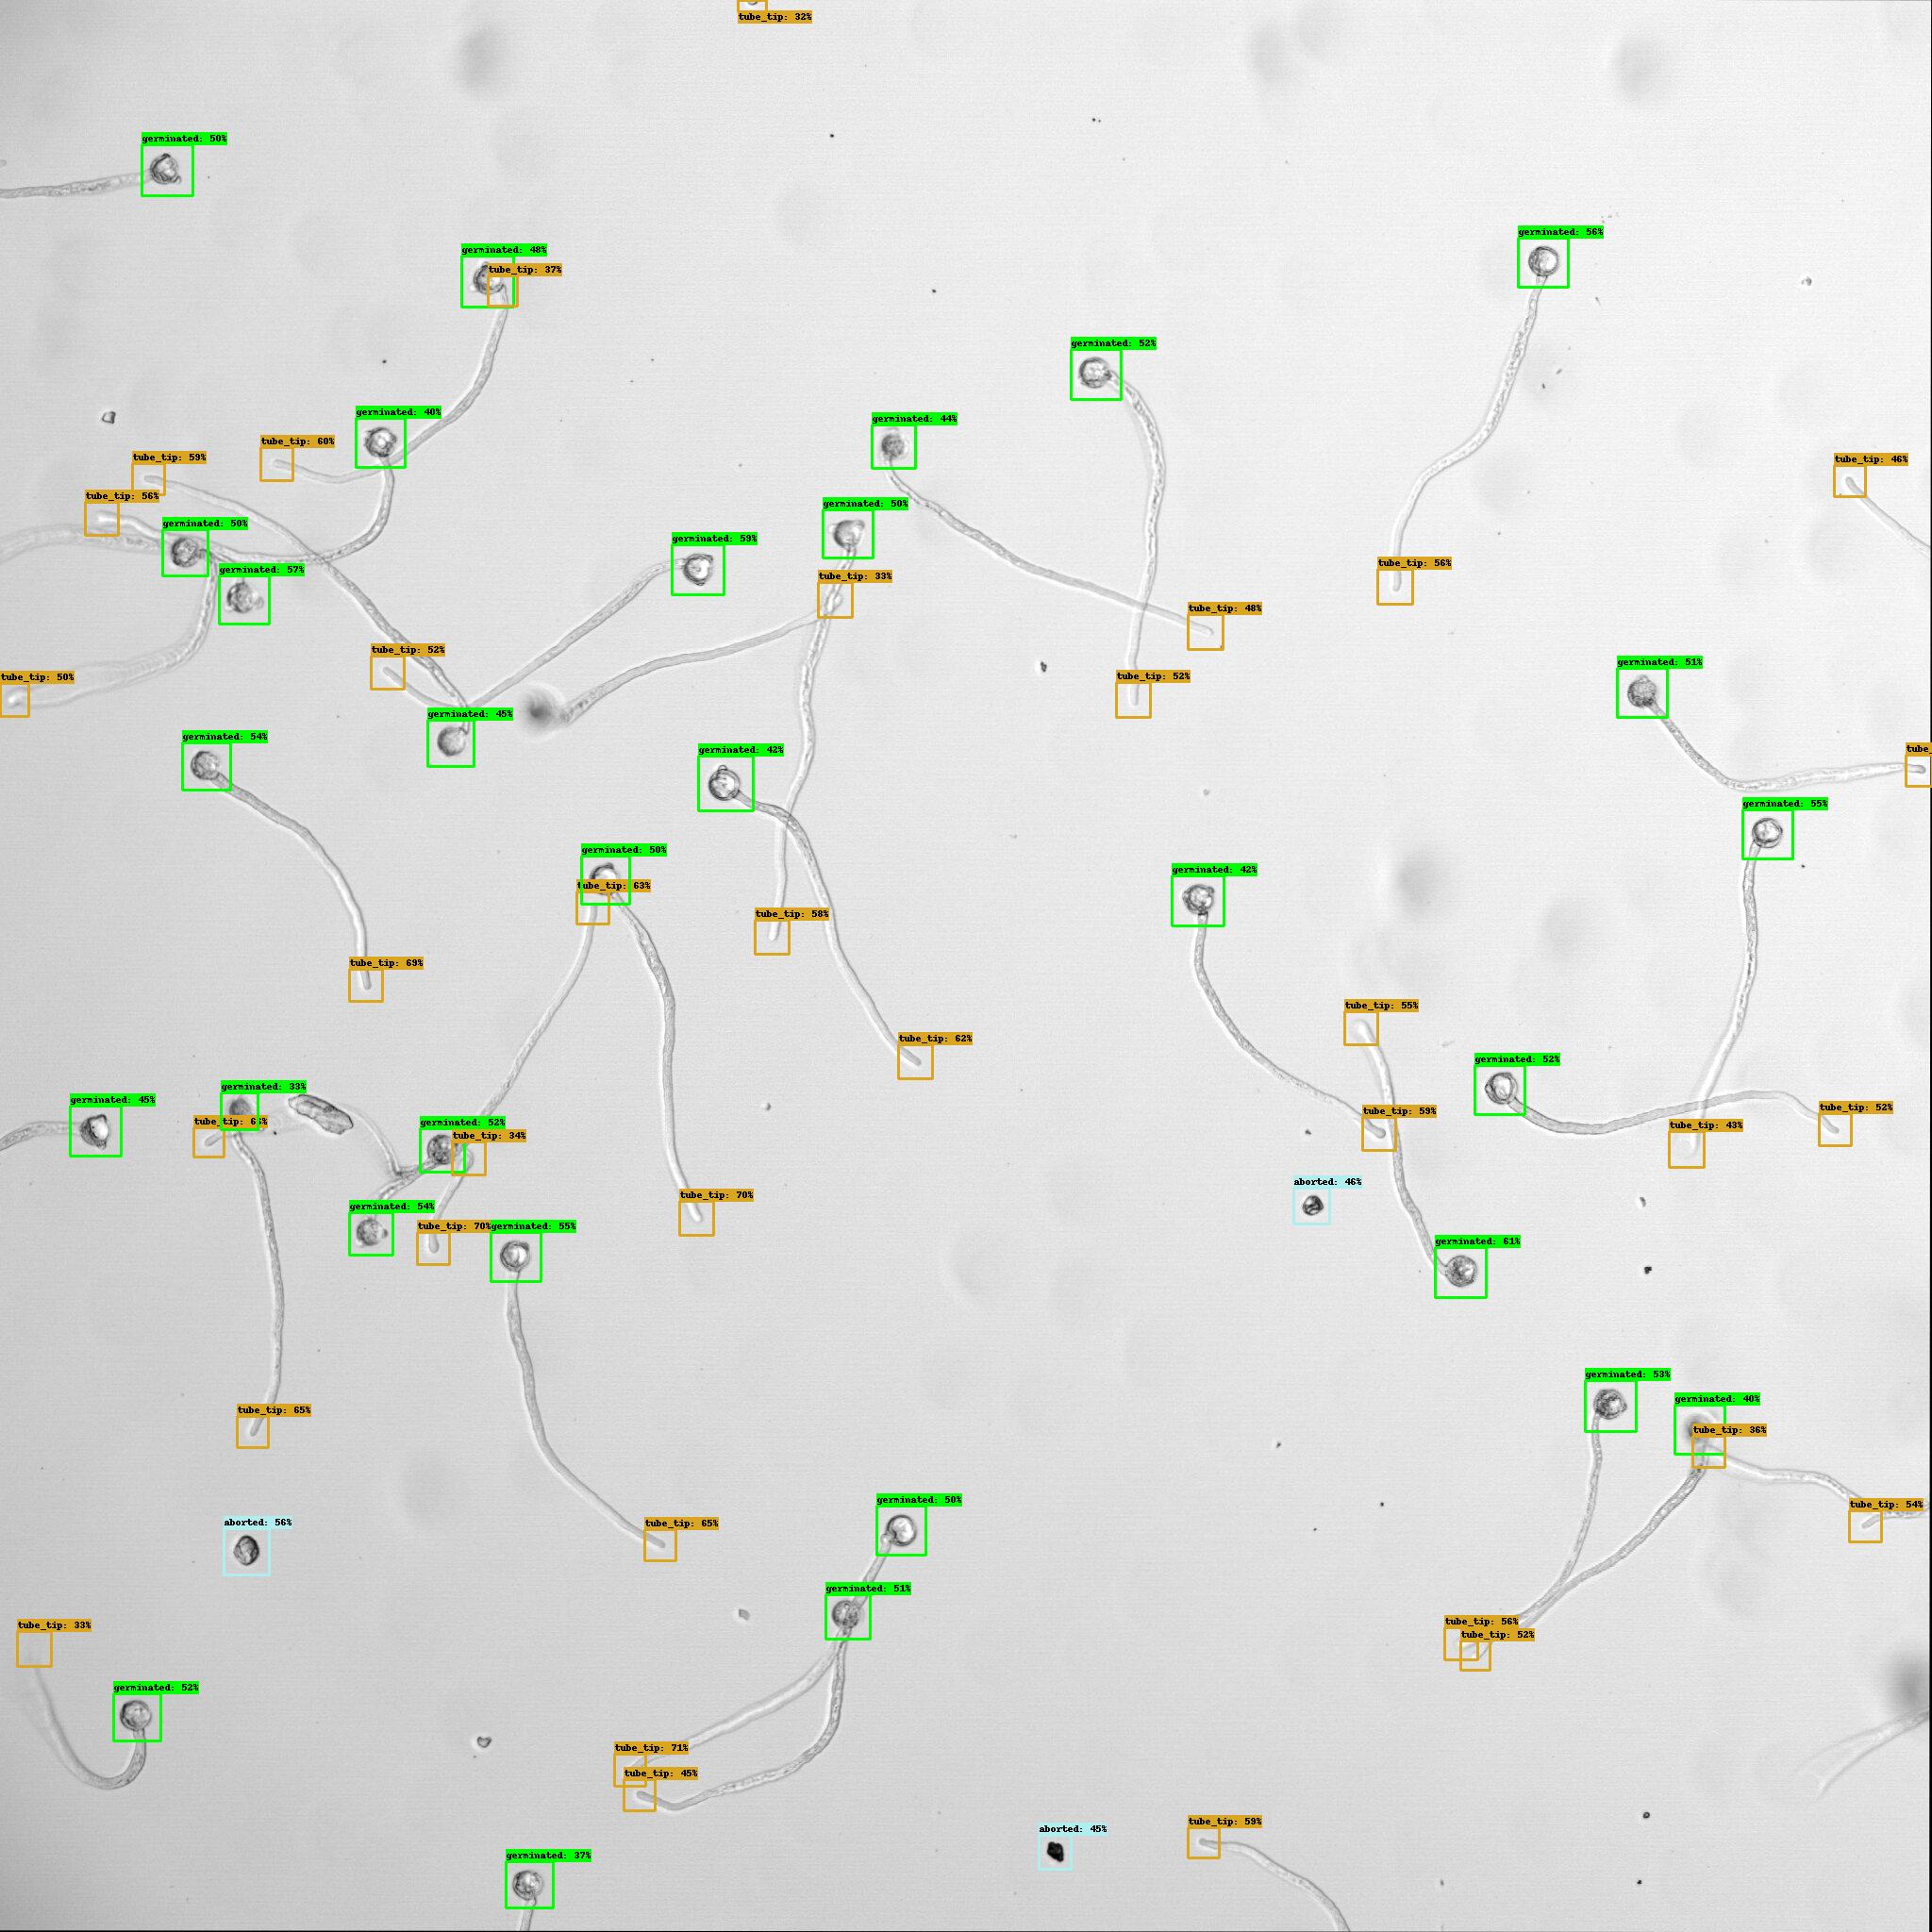 tube_tip: 32%
germinated: 50%
germinated: 56%
germinated: 48%
tube_tip: 37%
germinated: 52%
germinated: 40%
germinated: 44%
tube_tip: 60%
tube_tip: 59%
tube_tip: 46%
tube_tip: 56%
germinated: 50%
germinated: 50%
germinated: 59%
tube_tip: 56%
germinated: 57%
tube_tip: 33%
tube_tip: 48%
tube_tip: 52%
germinated: 51%
tube_tip: 50%
tube_tip: 52%
germinated: 45%
germinated: 54%
germinated: 42%
tube_
germinated: 55%
germinated: 50%
germinated: 42%
tube_tip: 63%
tube_tip: 58%
tube_tip: 69%
tube_tip: 55%
tube_tip: 62%
germinated: 52%
germinated: 33%
germinated: 45%
tube_tip: 52%
tube_tip: 59%
germinated: 52%
tube_tip: 43%
tube_tip: 34%
aborted: 46%
tube_tip: 70%
germinated: 54%
tube_tip: 70%
germinated: 55%
germinated: 61%
germinated: 53%
germinated: 40%
tube_tip: 65%
tube_tip: 36%
germinated: 50%
tube_tip: 54%
aborted: 56%
tube_tip: 65%
germinated: 51%
tube_tip: 56%
tube_tip: 33%
tube_tip: 52%
germinated: 52%
tube_tip: 71%
tube_tip: 45%
tube_tip: 59%
aborted: 45%
germinated: 37%